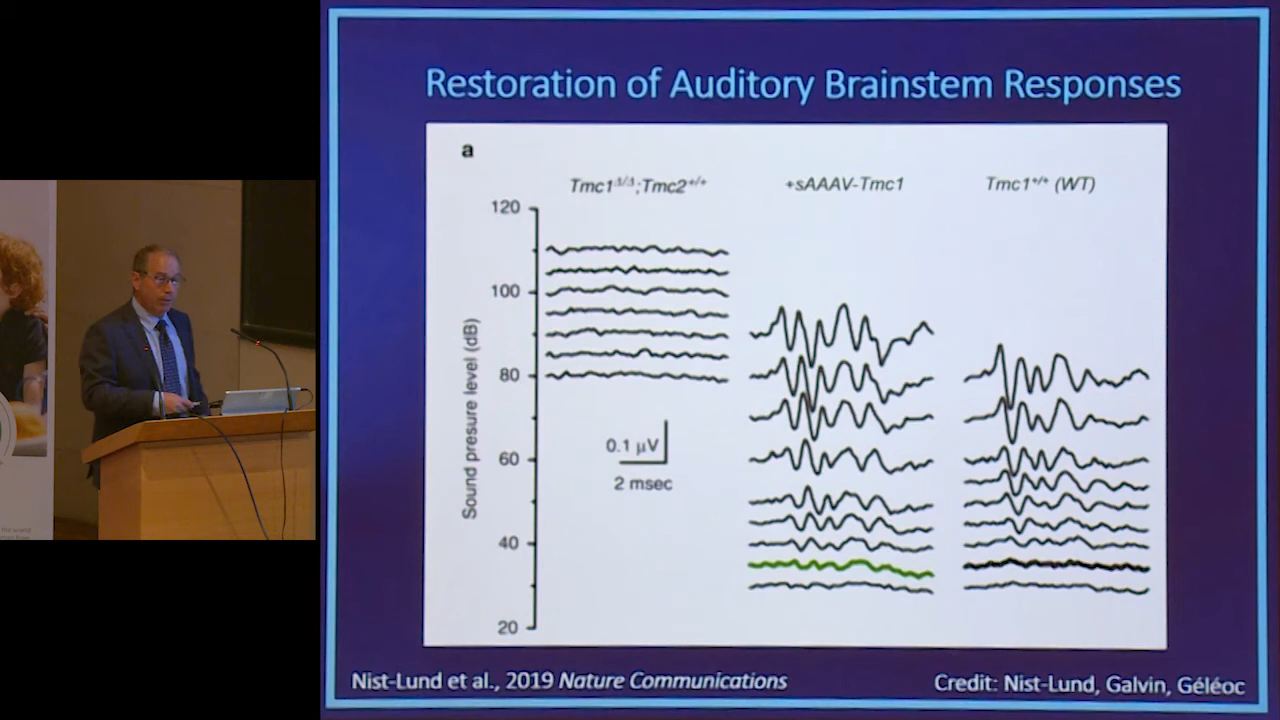 Restoration of Auditory Brainstem Responses
a
Tmc1Δ/Δ;Tmc2+/+
+sAAAV-Tmc1
Tmc1+/+ (WT)
120
100
80
60
40
20
Sound presure level (dB)
0.1 µV
2 msec
Nist-Lund et al., 2019 Nature Communications
Credit: Nist-Lund, Galvin, Géléoc